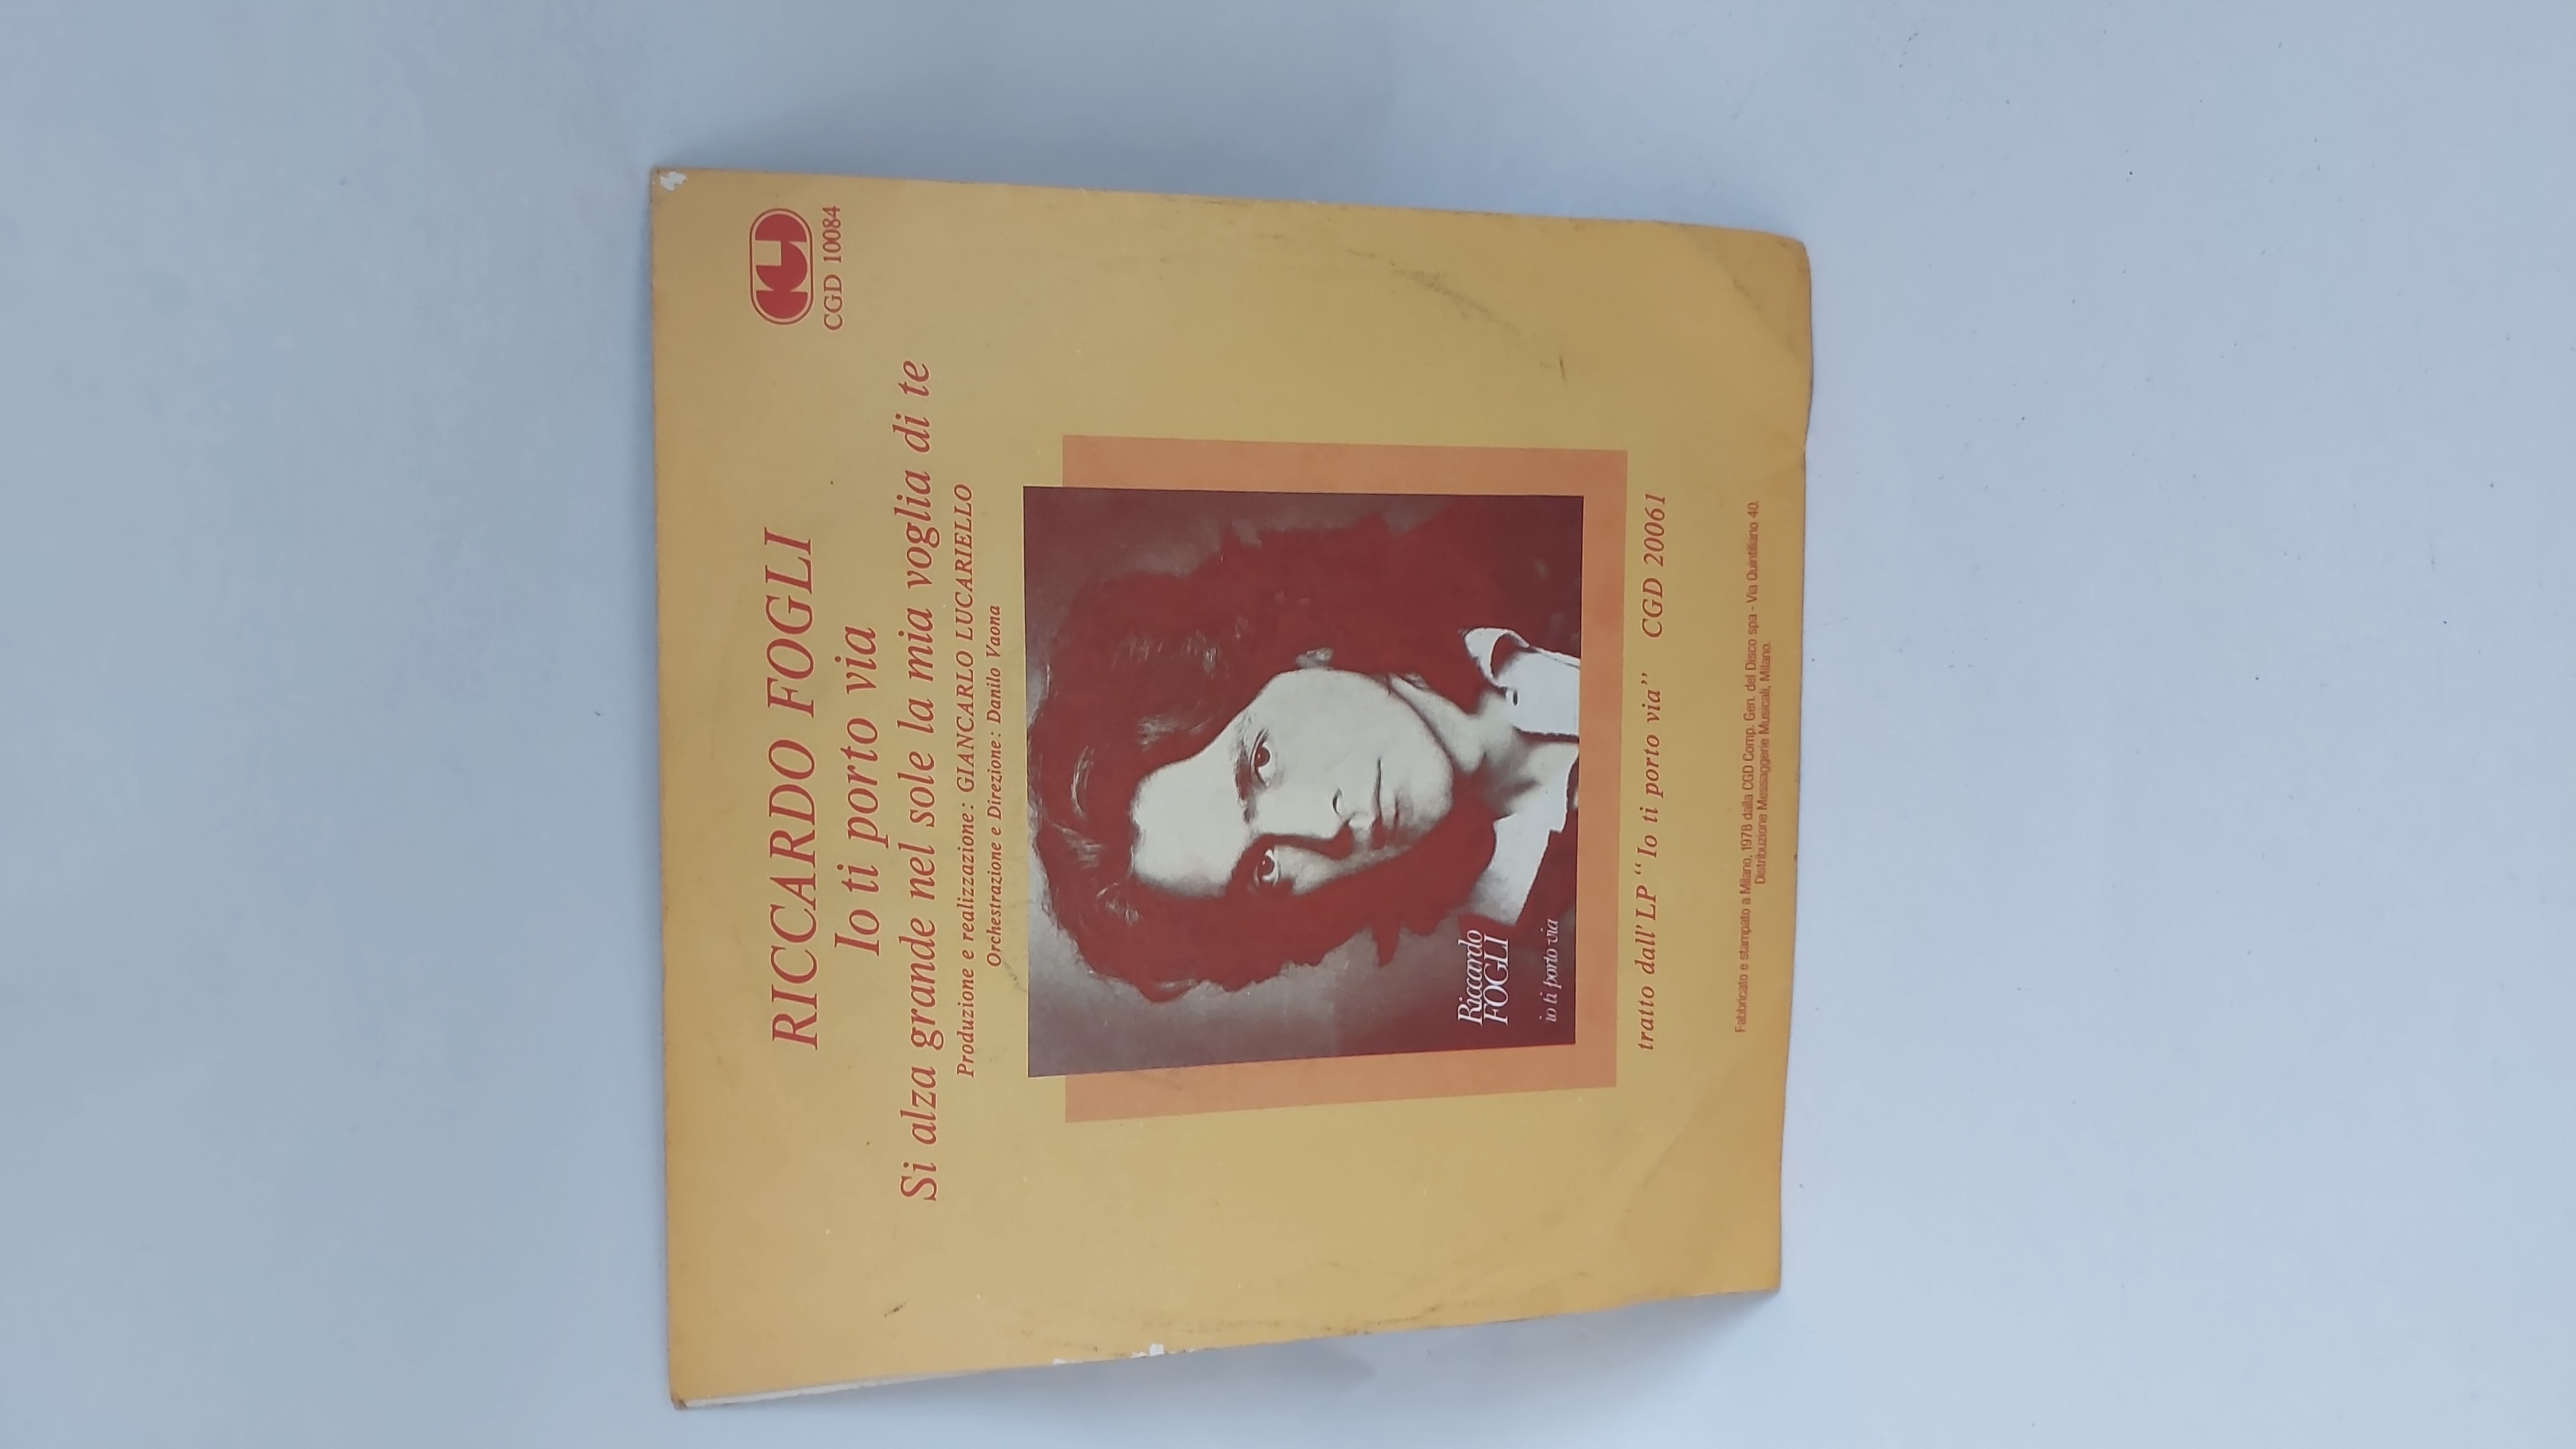 CGD 10084
RICCARDO FOGLI
Io ti porto via
Si alza grande nel sole la mia voglia di te
Produzione e realizzazione: GIANCARLO LUCARIELLO
Orchestrazione e Direzione: Danilo Vaona
Riccardo
FOGLI
io ti porto via
tratto dall'LP “Io ti porto via” CGD 20061
Fabbricato e stampato a Milano, 1978 dalla CGD Comp. Gen. del Disco spa - Via Quintiliano 40.
Distribuzione Messaggerie Musicali, Milano.